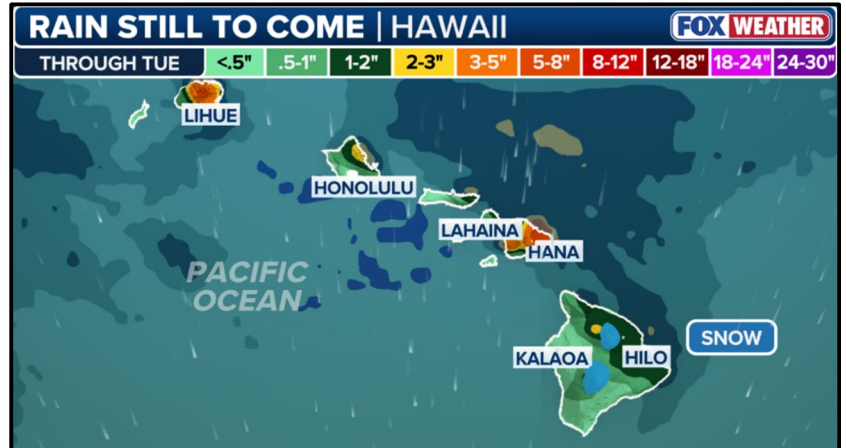 RAIN STILL TO COME | HAWAII
FOX WEATHER
THROUGH TUE <.5" .5-1" 1-2" 2-3" 3-5" 5-8" 8-12" 12-18" 18-24" 24-30"
LIHUE
HONOLULU
LAHAINA
HANA
PACIFIC
OCEAN
SNOW
KALAOA
HILO